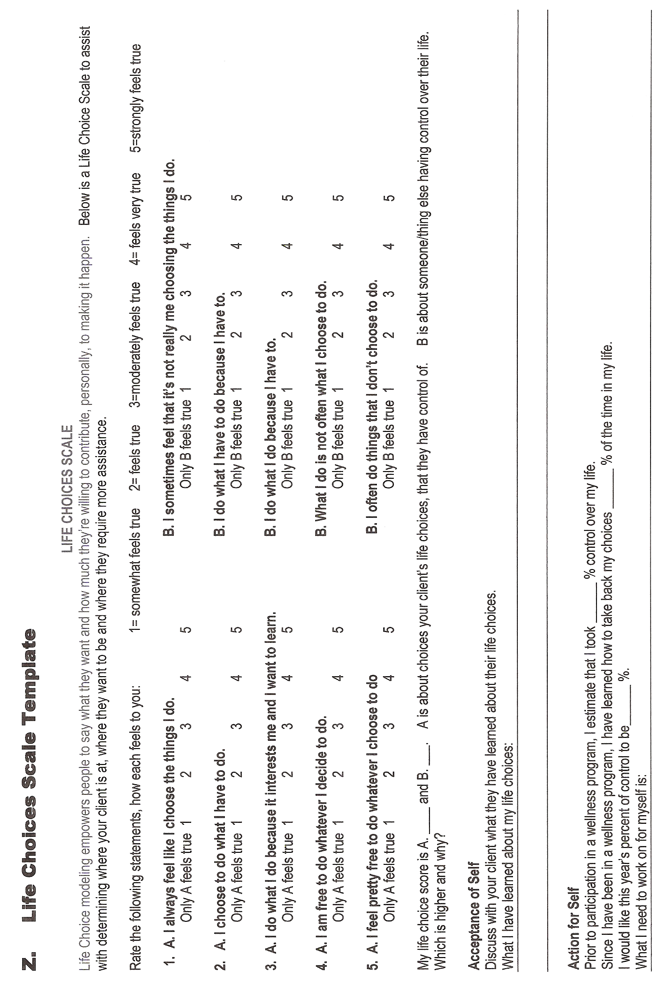 Z. Life Choices Scale Template
LIFE CHOICES SCALE
Life Choice modeling empowers people to say what they want and how much they're willing to contribute, personally, to making it happen. Below is a Life Choice Scale to assist
with determining where your client is at, where they want to be and where they require more assistance.
Rate the following statements, how each feels to you: 1= somewhat feels true 2= feels true 3=moderately feels true 4= feels very true 5=strongly feels true
1. A. I always feel like I choose the things I do. B. I sometimes feel that it's not really me choosing the things I do.
Only A feels true 1 2 3 4 5 Only B feels true 1 2 3 4 5
2. A. I choose to do what I have to do. B. I do what I have to do because I have to.
Only A feels true 1 2 3 4 5 Only B feels true 1 2 3 4 5
3. A. I do what I do because it interests me and I want to learn. B. I do what I do because I have to.
Only A feels true 1 2 3 4 5 Only B feels true 1 2 3 4 5
4. A. I am free to do whatever I decide to do. B. What I do is not often what I choose to do.
Only A feels true 1 2 3 4 5 Only B feels true 1 2 3 4 5
5. A. I feel pretty free to do whatever I choose to do B. I often do things that I don't choose to do.
Only A feels true 1 2 3 4 5 Only B feels true 1 2 3 4 5
My life choice score is A. ____ and B. ___. A is about choices your client's life choices, that they have control of. B is about someone/thing else having control over their life.
Which is higher and why?
Acceptance of Self
Discuss with your client what they have learned about their life choices.
What I have learned about my life choices:
Action for Self
Prior to participation in a wellness program, I estimate that I took ______% control over my life.
Since I have been in a wellness program, I have learned how to take back my choices ______ % of the time in my life.
I would like this year's percent of control to be______ %.
What I need to work on for myself is: